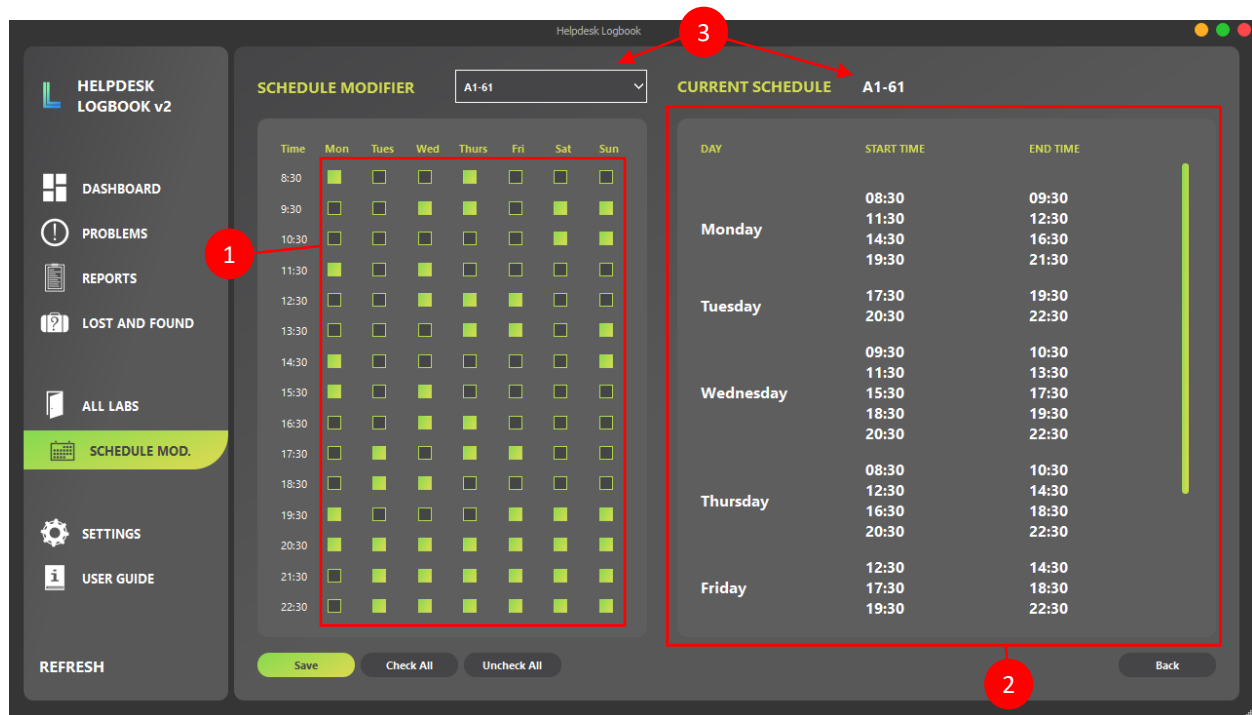 Helpdesk Logbook
3
HELPDESK
LOGBOOK v2
SCHEDULE MODIFIER
A1-61
CURRENT SCHEDULE A1-61
DASHBOARD
PROBLEMS
REPORTS
LOST AND FOUND
ALL LABS
SCHEDULE MOD.
SETTINGS
USER GUIDE
REFRESH
1
Time Mon Tues Wed Thurs Fri Sat Sun
8:30
9:30
10:30
11:30
12:30
13:30
14:30
15:30
16:30
17:30
18:30
19:30
20:30
21:30
22:30
Save Check All Uncheck All
DAY START TIME END TIME
Monday
08:30 09:30
11:30 12:30
14:30 16:30
19:30 21:30
Tuesday
17:30 19:30
20:30 22:30
Wednesday
09:30 10:30
11:30 13:30
15:30 17:30
18:30 19:30
20:30 22:30
Thursday
08:30 10:30
12:30 14:30
16:30 18:30
20:30 22:30
Friday
12:30 14:30
17:30 18:30
19:30 22:30
2
Back